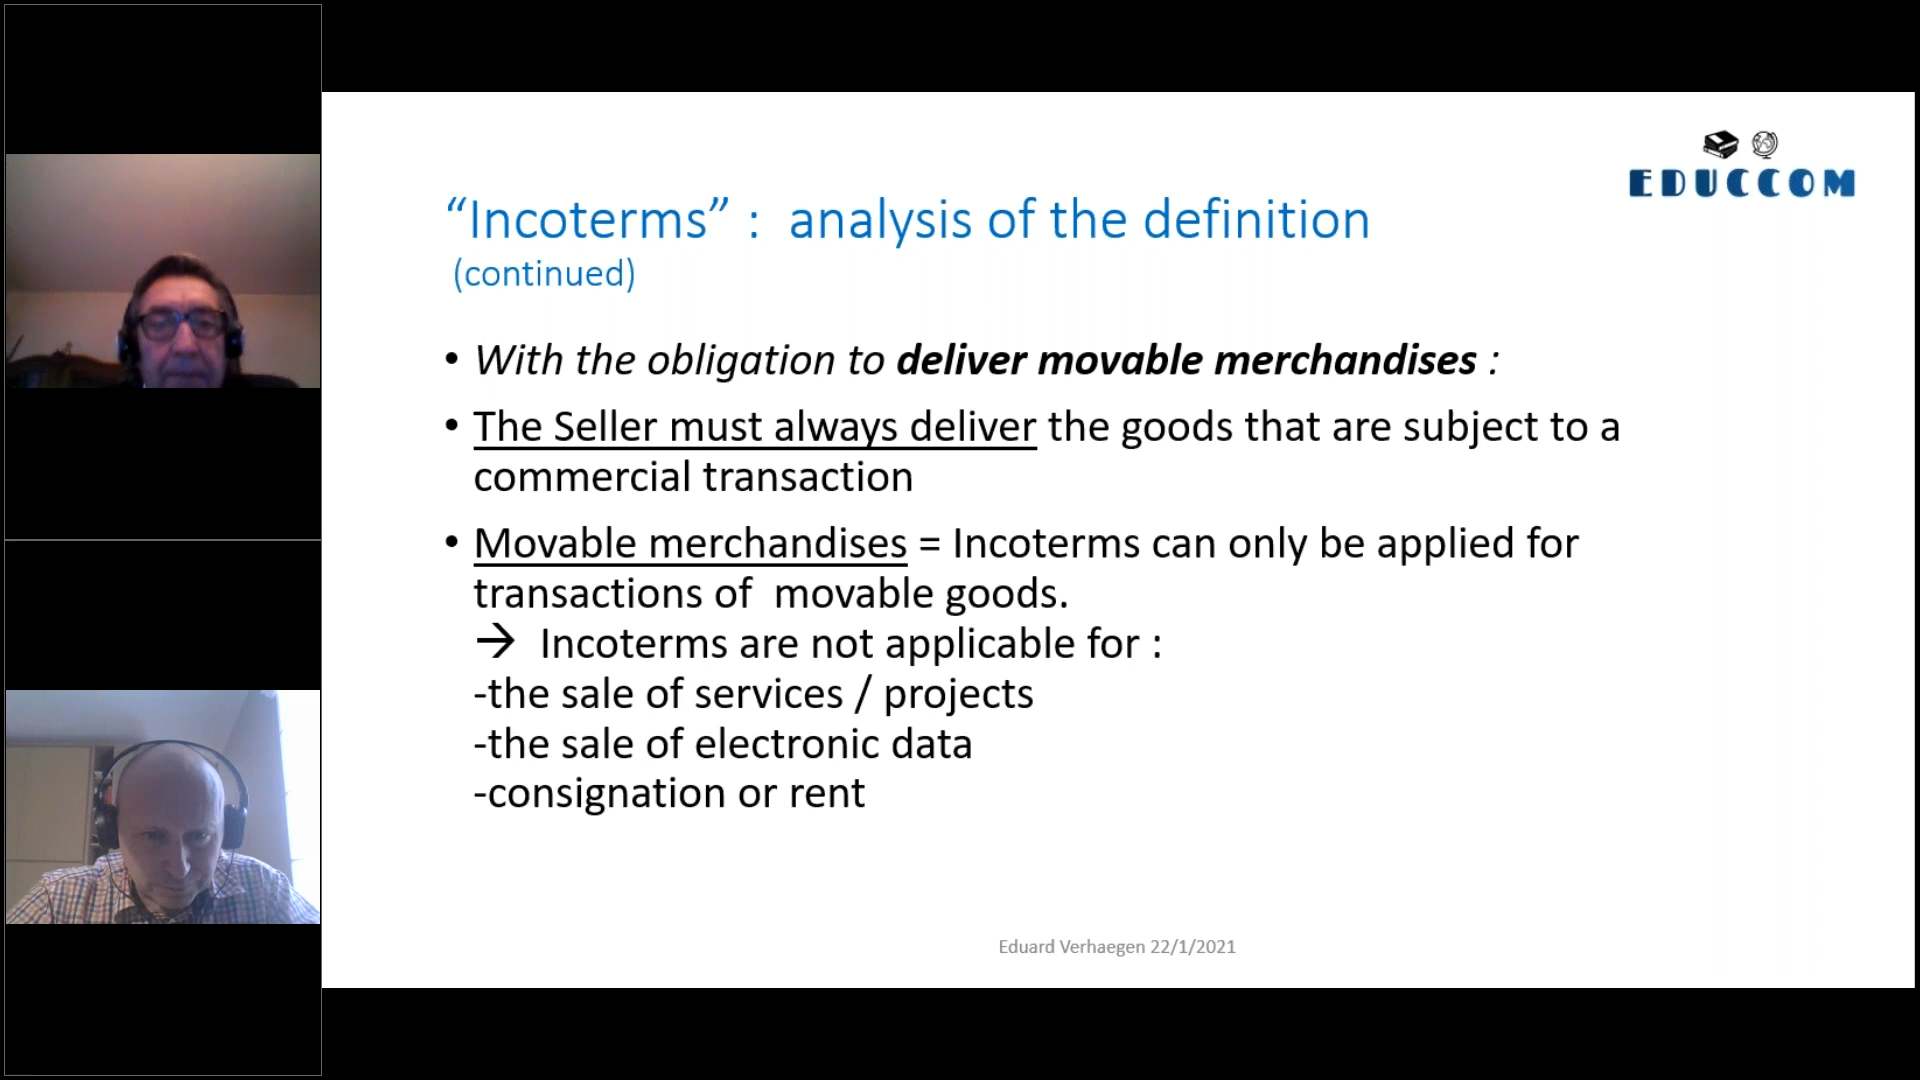 EDUCCOM
“Incoterms” : analysis of the definition
(continued)
• With the obligation to deliver movable merchandises :
• The Seller must always deliver the goods that are subject to a
commercial transaction
• Movable merchandises = Incoterms can only be applied for
transactions of movable goods.
→ Incoterms are not applicable for :
-the sale of services / projects
-the sale of electronic data
-consignation or rent
Eduard Verhaegen 22/1/2021